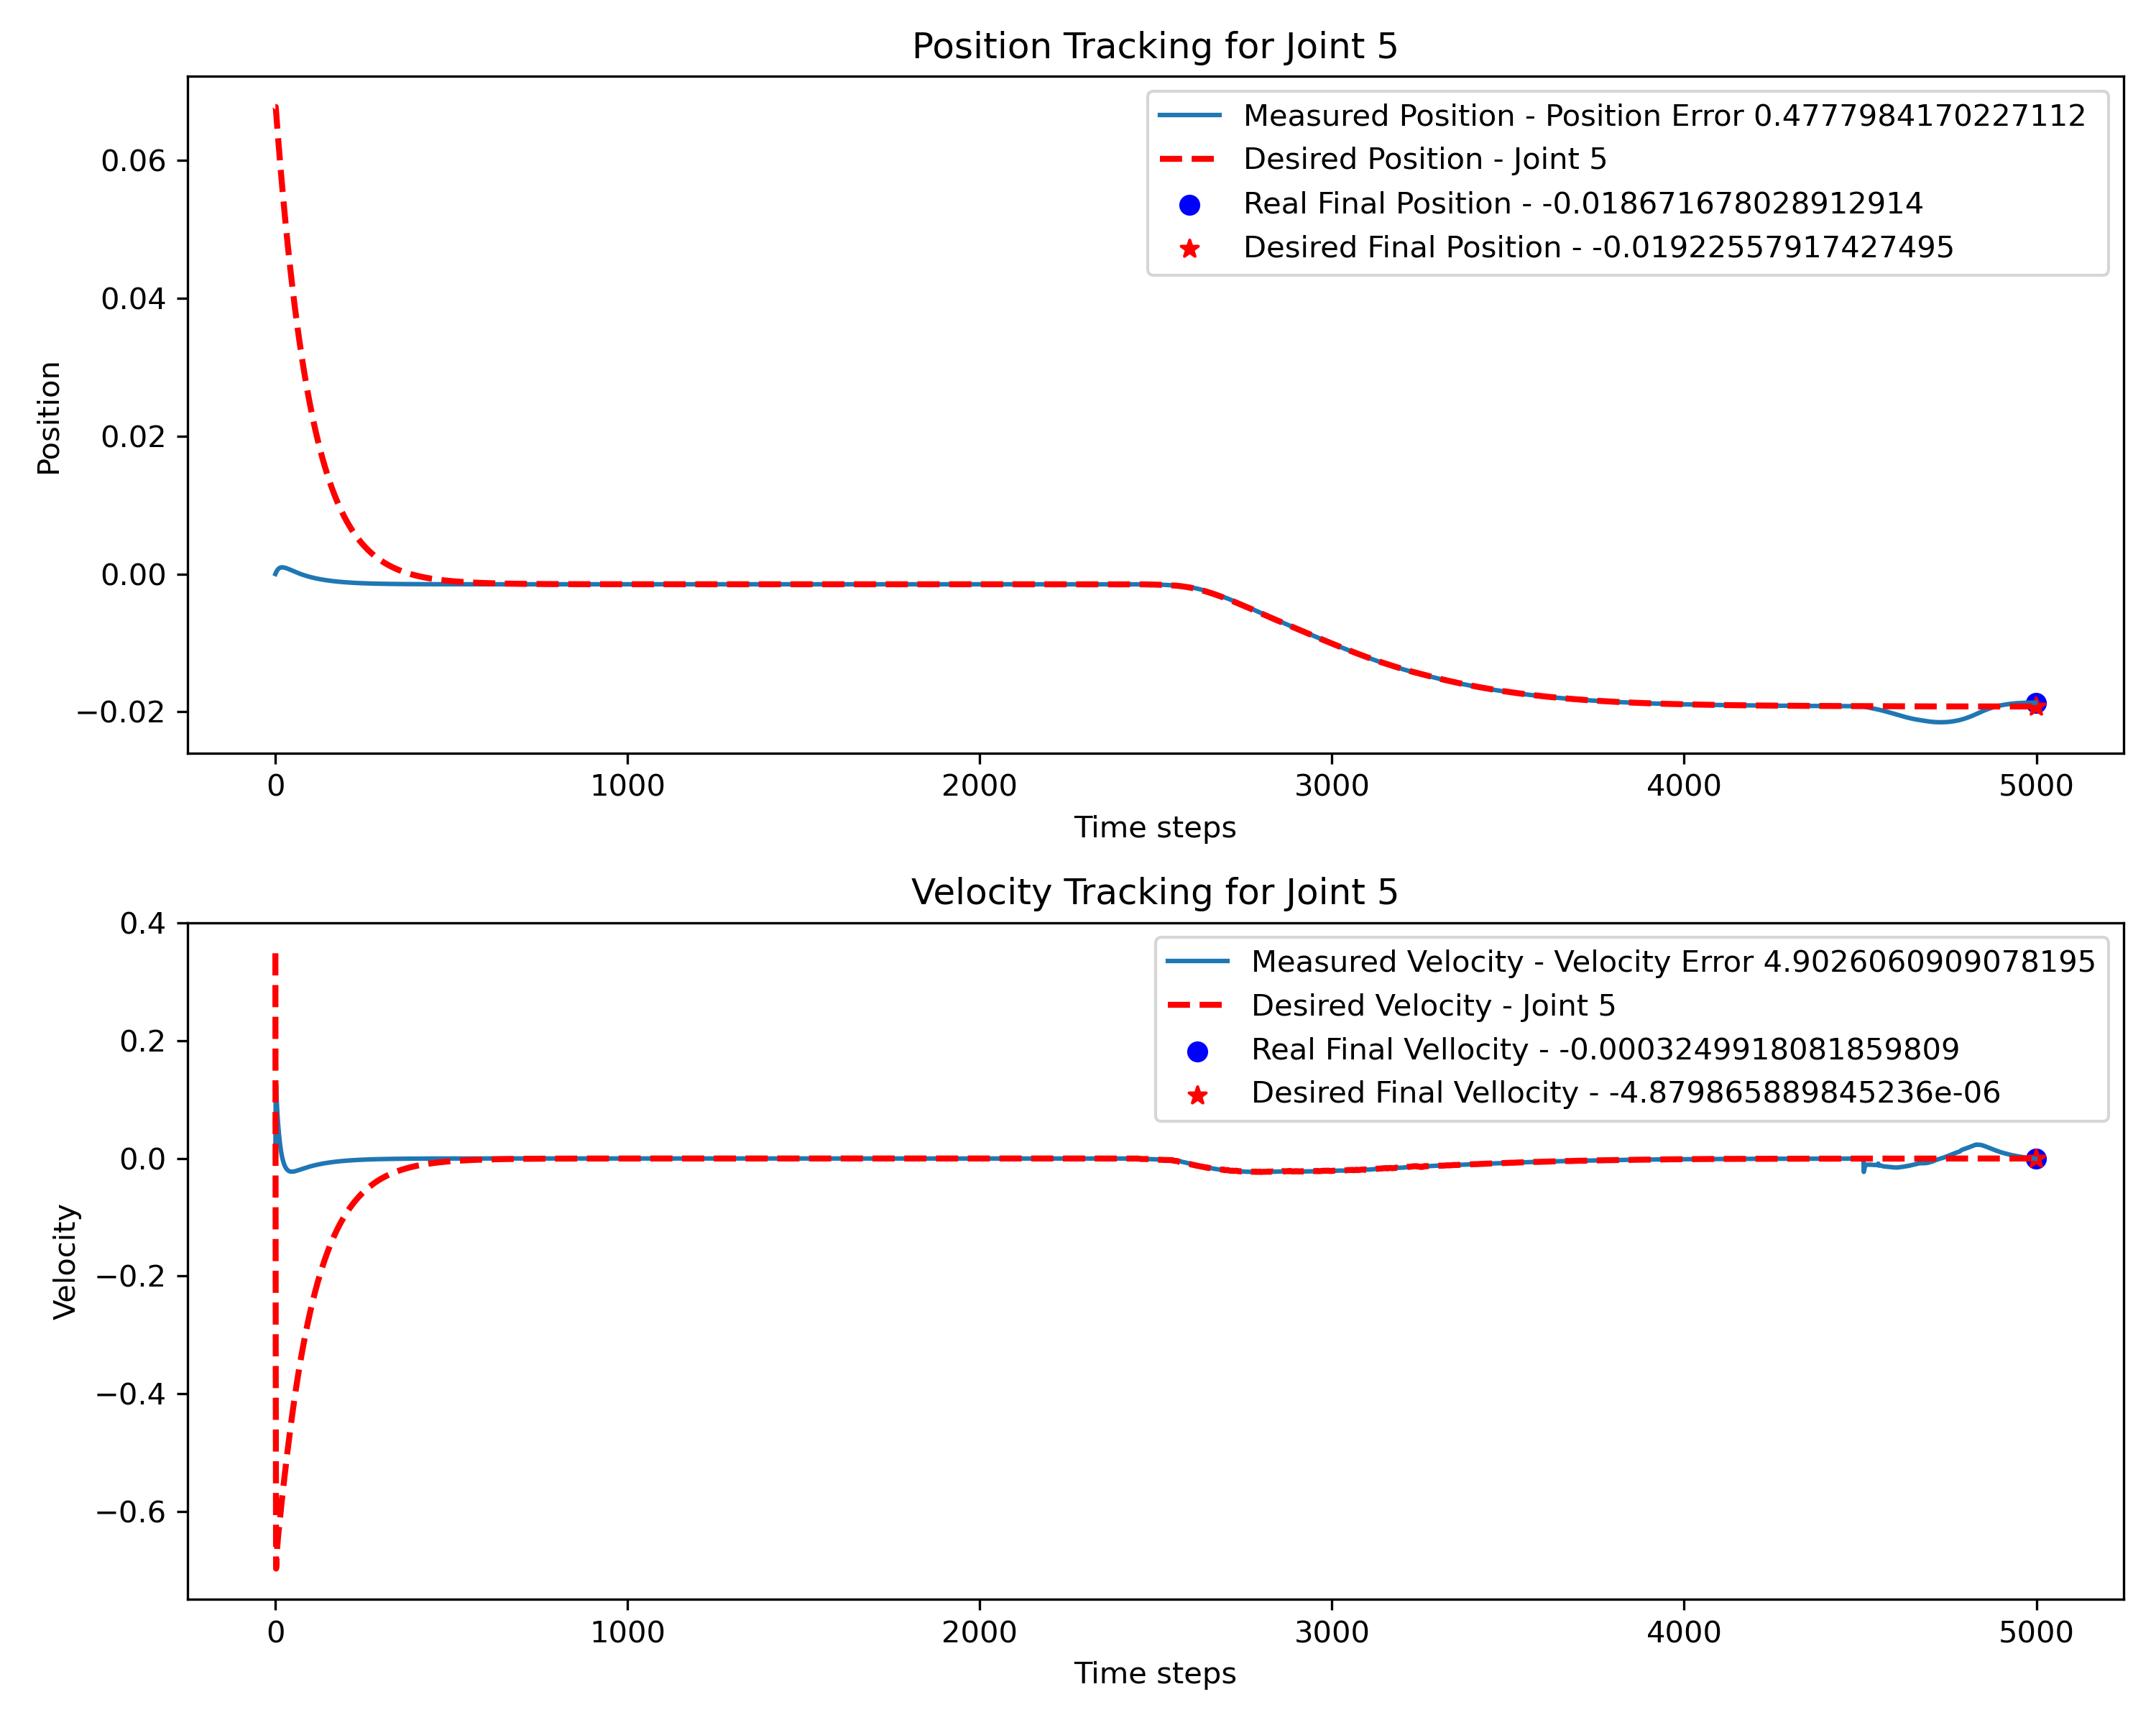 Position Tracking for Joint 5
Measured Position - Position Error 0.4777984170227112
Desired Position - Joint 5
Real Final Position - -0.018671678028912914
Desired Final Position - -0.01922557917427495
Position
0.06
0.04
0.02
0.00
−0.02
0 1000 2000 3000 4000 5000
Time steps
Velocity Tracking for Joint 5
Measured Velocity - Velocity Error 4.9026060909078195
Desired Velocity - Joint 5
Real Final Vellocity - -0.0003249918081859809
Desired Final Vellocity - -4.879865889845236e-06
Velocity
0.4
0.2
0.0
−0.2
−0.4
−0.6
0 1000 2000 3000 4000 5000
Time steps